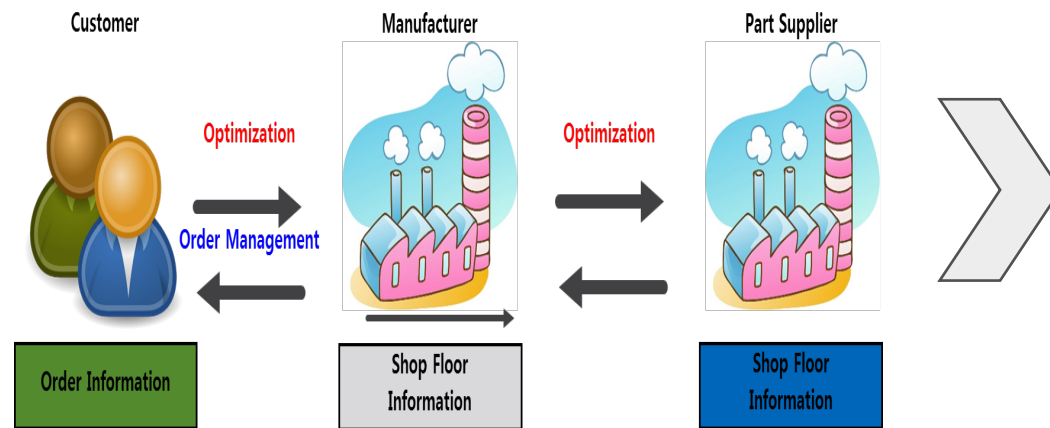 Customer
Manufacturer
Part Supplier
Optimization
Optimization
Order Management
Order Information
Shop Floor
Information
Shop Floor
Information